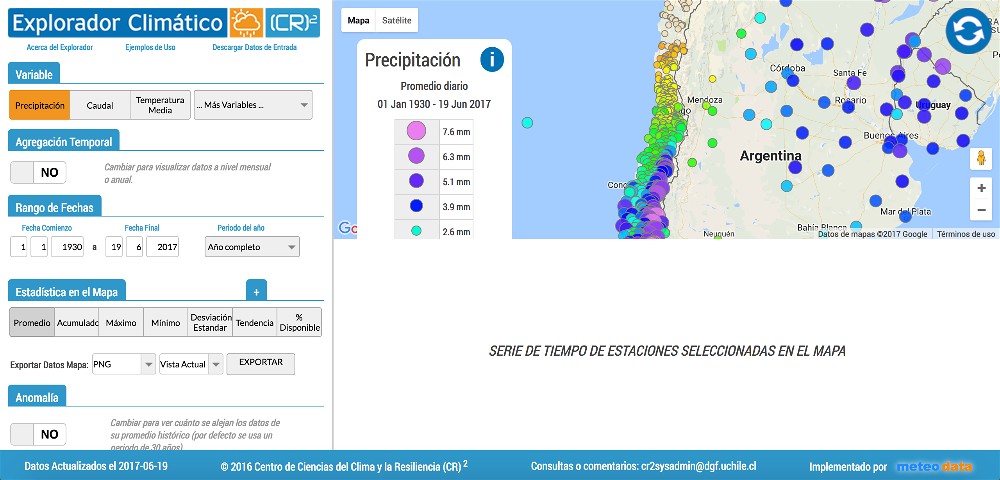 Explorador Climático (CR)²
Acerca del Explorador Ejemplos de Uso Descargar Datos de Entrada
Variable
Precipitación Caudal Temperatura Media ... Más Variables ...
Agregación Temporal
NO
Cambiar para visualizar datos a nivel mensual
o anual.
Rango de Fechas
Fecha Comienzo Fecha Final Periodo del año
1 1 1930 a 19 6 2017 Año completo
Estadística en el Mapa +
Promedio Acumulado Máximo Mínimo Desviación Estandar Tendencia % Disponible
Exportar Datos Mapa: PNG Vista Actual EXPORTAR
Anomalía
NO
Cambiar para ver cuánto se alejan los datos de
su promedio histórico (por defecto se usa un
periodo de 30 años)
Mapa Satélite
Precipitación i
Promedio diario
01 Jan 1930 - 19 Jun 2017
7.6 mm
6.3 mm
5.1 mm
3.9 mm
2.6 mm
Córdoba
Santa Fe
Mendoza
Rosario
Uruguay
Buenos Aires
Argentina
Mar del Plata
Bahía Blanca
Neuquén
+
−
Datos de mapas ©2017 Google Términos de uso
SERIE DE TIEMPO DE ESTACIONES SELECCIONADAS EN EL MAPA
Datos Actualizados el 2017-06-19 © 2016 Centro de Ciencias del Clima y la Resiliencia (CR) 2 Consultas o comentarios: cr2sysadmin@dgf.uchile.cl Implementado por meteodata